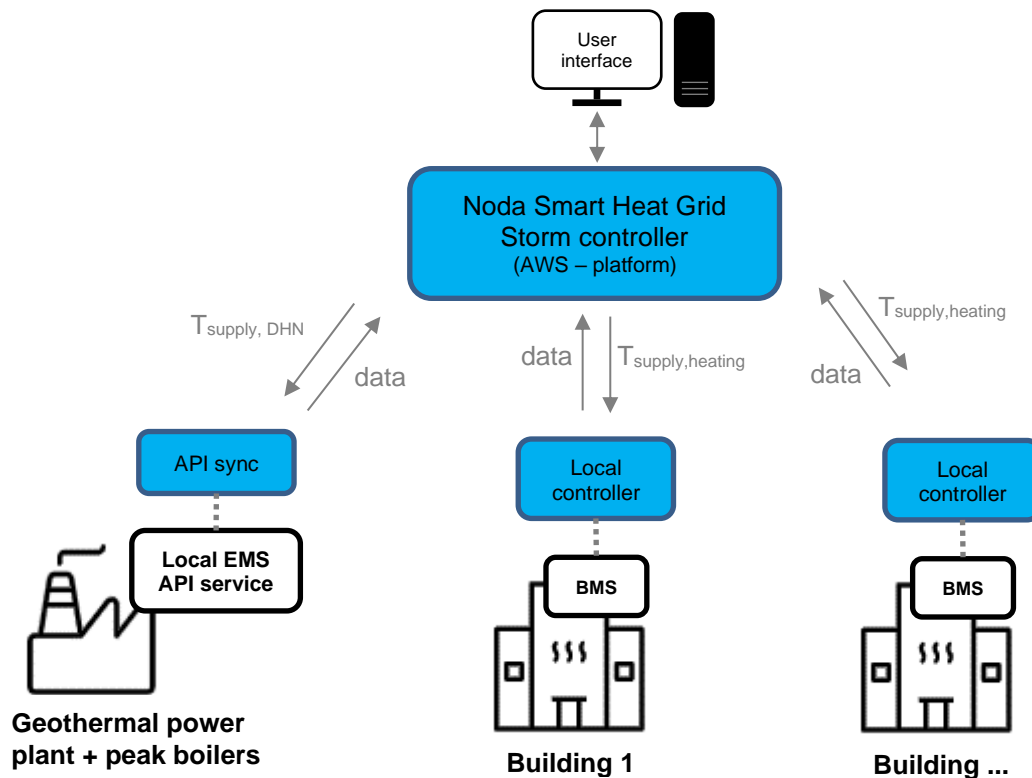 User
interface
Noda Smart Heat Grid
Storm controller
(AWS – platform)
Tsupply, DHN
data
data
Tsupply,heating
Tsupply,heating
data
API sync
Local
controller
Local
controller
Local EMS
API service
BMS
BMS
Geothermal power
plant + peak boilers
Building 1
Building ...